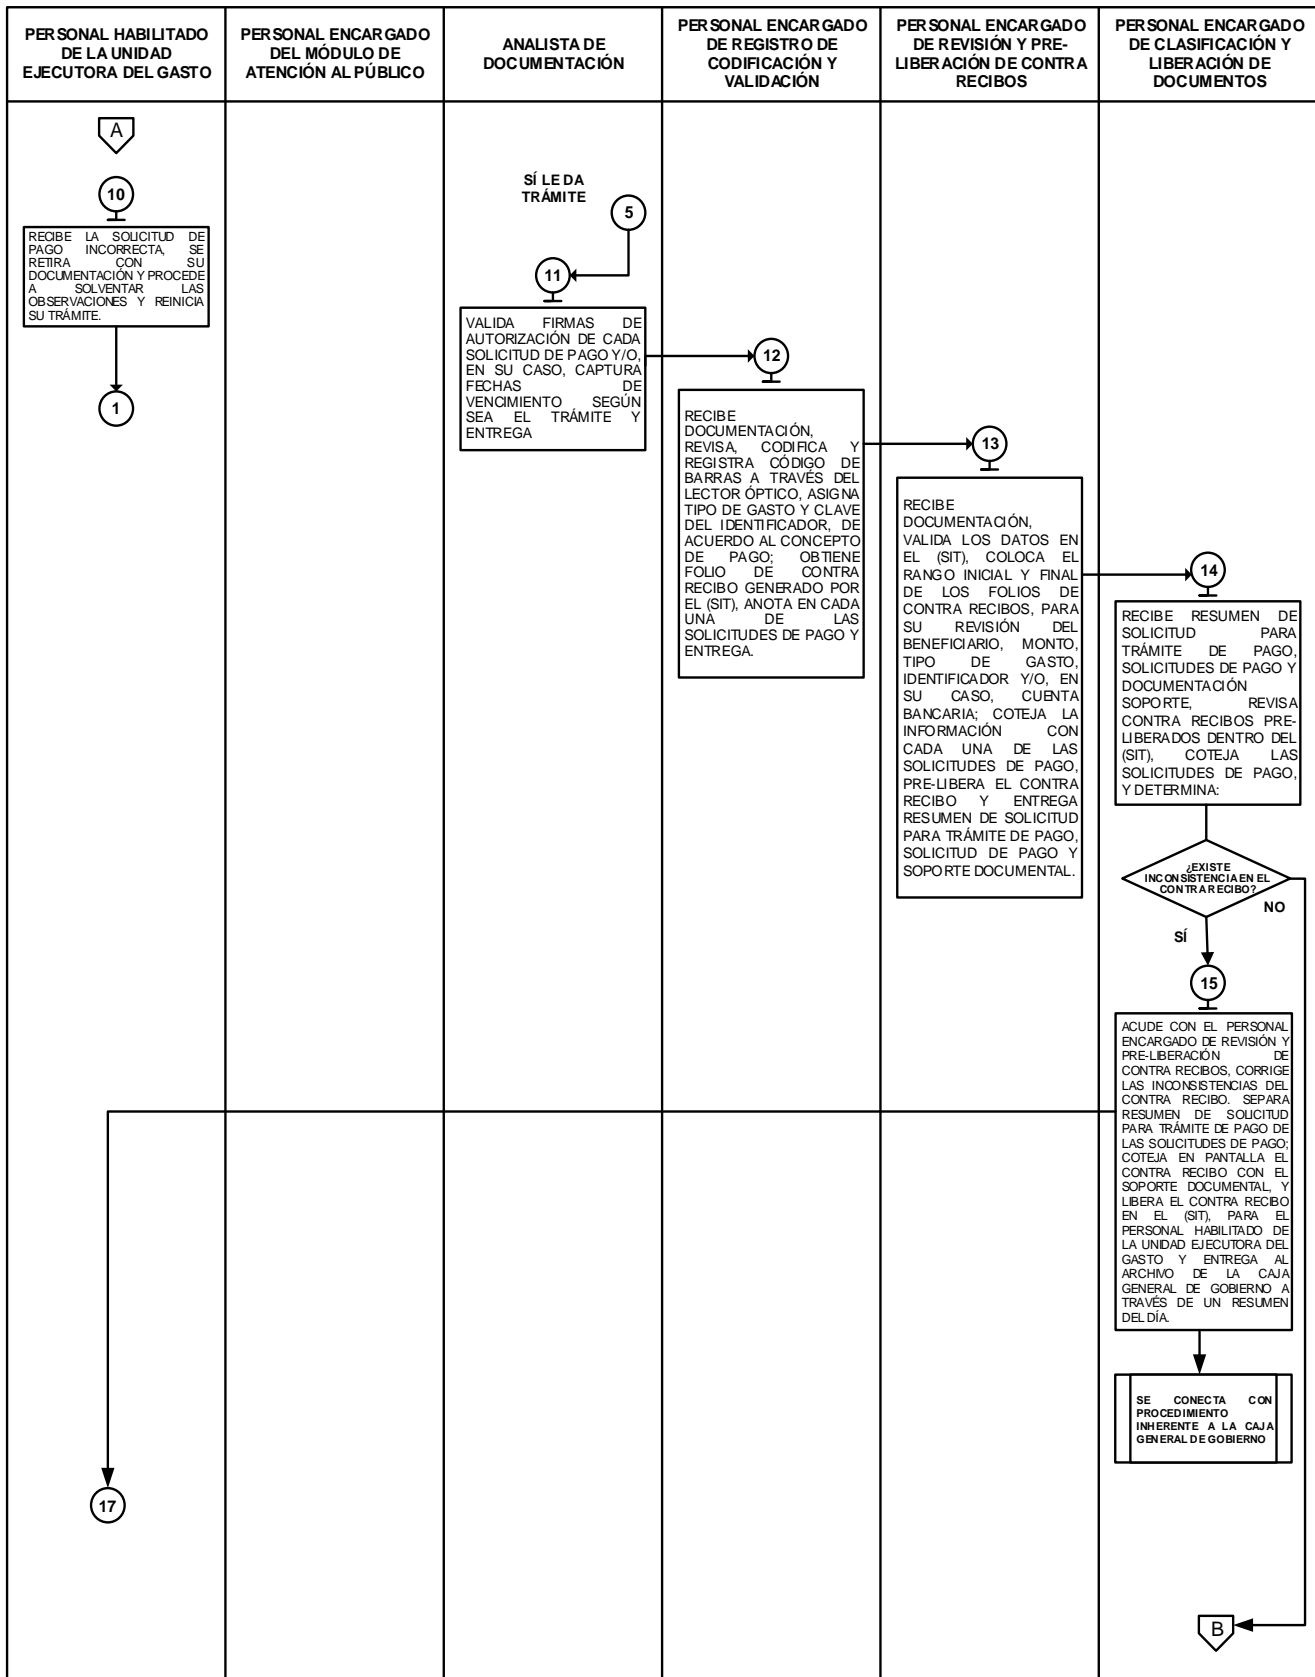 PERSONAL HABILITADO
DE LA UNIDAD
EJECUTORA DEL GASTO
PERSONAL ENCARGADO
DEL MÓDULO DE
ATENCIÓN AL PÚBLICO
ANALISTA DE
DOCUMENTACIÓN
PERSONAL ENCARGADO
DE REGISTRO DE
CODIFICACIÓN Y
VALIDACIÓN
PERSONAL ENCARGADO
DE REVISIÓN Y PRE-
LIBERACIÓN DE CONTRA
RECIBOS
PERSONAL ENCARGADO
DE CLASIFICACIÓN Y
LIBERACIÓN DE
DOCUMENTOS
A
10
RECIBE LA SOLICITUD DE
PAGO INCORRECTA, SE
RETIRA CON SU
DOCUMENTACIÓN Y PROCEDE
A SOLVENTAR LAS
OBSERVACIONES Y REINICIA
SU TRÁMITE.
1
SÍ LE DA
TRÁMITE
5
11
VALIDA FIRMAS DE
AUTORIZACIÓN DE CADA
SOLICITUD DE PAGO Y/O,
EN SU CASO, CAPTURA
FECHAS DE
VENCIMIENTO SEGÚN
SEA EL TRÁMITE Y
ENTREGA
12
RECIBE
DOCUMENTACIÓN,
REVISA, CODIFICA Y
REGISTRA CÓDIGO DE
BARRAS A TRAVÉS DEL
LECTOR ÓPTICO, ASIGNA
TIPO DE GASTO Y CLAVE
DEL IDENTIFICADOR, DE
ACUERDO AL CONCEPTO
DE PAGO; OBTIENE
FOLIO DE CONTRA
RECIBO GENERADO POR
EL (SIT), ANOTA EN CADA
UNA DE LAS
SOLICITUDES DE PAGO Y
ENTREGA.
13
RECIBE
DOCUMENTACIÓN,
VALIDA LOS DATOS EN
EL (SIT), COLOCA EL
RANGO INICIAL Y FINAL
DE LOS FOLIOS DE
CONTRA RECIBOS, PARA
SU REVISIÓN DEL
BENEFICIARIO, MONTO,
TIPO DE GASTO,
IDENTIFICADOR Y/O, EN
SU CASO, CUENTA
BANCARIA; COTEJA LA
INFORMACIÓN CON
CADA UNA DE LAS
SOLICITUDES DE PAGO,
PRE-LIBERA EL CONTRA
RECIBO Y ENTREGA
RESUMEN DE SOLICITUD
PARA TRÁMITE DE PAGO,
SOLICITUD DE PAGO Y
SOPORTE DOCUMENTAL.
14
RECIBE RESUMEN DE
SOLICITUD PARA
TRÁMITE DE PAGO,
SOLICITUDES DE PAGO Y
DOCUMENTACIÓN
SOPORTE, REVISA
CONTRA RECIBOS PRE-
LIBERADOS DENTRO DEL
(SIT), COTEJA LAS
SOLICITUDES DE PAGO,
Y DETERMINA:
¿EXISTE
INCONSISTENCIA EN EL
CONTRA RECIBO?
NO
SÍ
15
ACUDE CON EL PERSONAL
ENCARGADO DE REVISIÓN Y
PRE-LIBERACIÓN DE
CONTRA RECIBOS, CORRIGE
LAS INCONSISTENCIAS DEL
CONTRA RECIBO. SEPARA
RESUMEN DE SOLICITUD
PARA TRÁMITE DE PAGO DE
LAS SOLICITUDES DE PAGO;
COTEJA EN PANTALLA EL
CONTRA RECIBO CON EL
SOPORTE DOCUMENTAL, Y
LIBERA EL CONTRA RECIBO
EN EL (SIT), PARA EL
PERSONAL HABILITADO DE
LA UNIDAD EJECUTORA DEL
GASTO Y ENTREGA AL
ARCHIVO DE LA CAJA
GENERAL DE GOBIERNO A
TRAVÉS DE UN RESUMEN
DEL DÍA.
SE CONECTA CON
PROCEDIMIENTO
INHERENTE A LA CAJA
GENERAL DE GOBIERNO
17
B